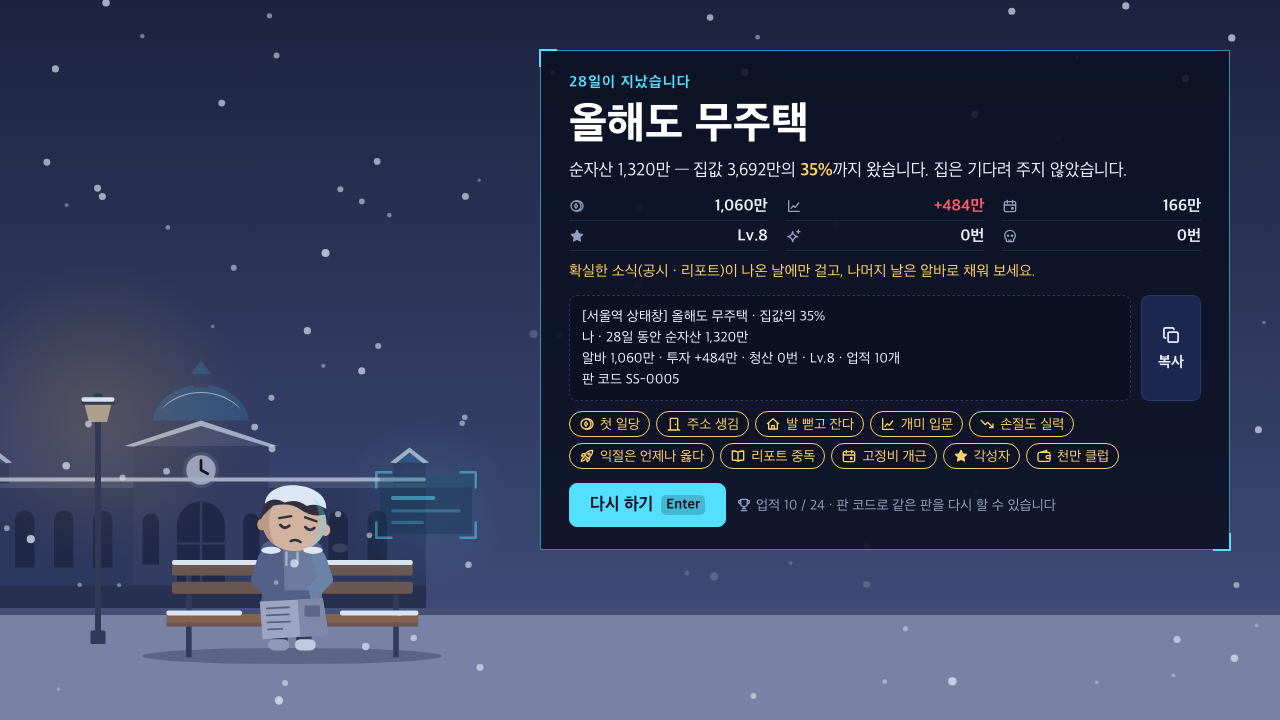 28일이 지났습니다
올해도 무주택
순자산 1,320만 — 집값 3,692만의 35%까지 왔습니다. 집은 기다려 주지 않았습니다.
1,060만 +484만 166만
Lv.8 0번 0번
확실한 소식(공시 · 리포트)이 나온 날에만 걸고, 나머지 날은 알바로 채워 보세요.
[서울역 상태창] 올해도 무주택 · 집값의 35%
나 · 28일 동안 순자산 1,320만
알바 1,060만 · 투자 +484만 · 청산 0번 · Lv.8 · 업적 10개
판 코드 SS-0005
복사
첫 일당 주소 생김 발 뻗고 잔다 개미 입문 손절도 실력
익절은 언제나 옳다 리포트 중독 고정비 개근 각성자 천만 클럽
다시 하기 Enter 업적 10 / 24 · 판 코드로 같은 판을 다시 할 수 있습니다